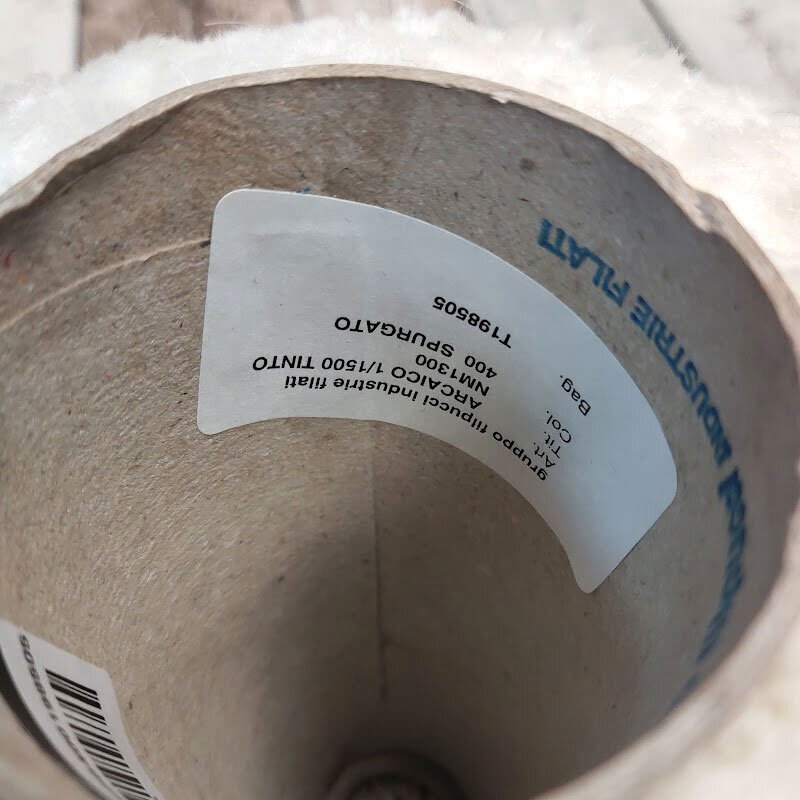 gruppo filpucci industrie filati
Art. ARCAICO 1/1500 TINTO
Tit. NM1300
Col. 400 SPURGATO
Bag. T198505
INDUSTRIE FILATI